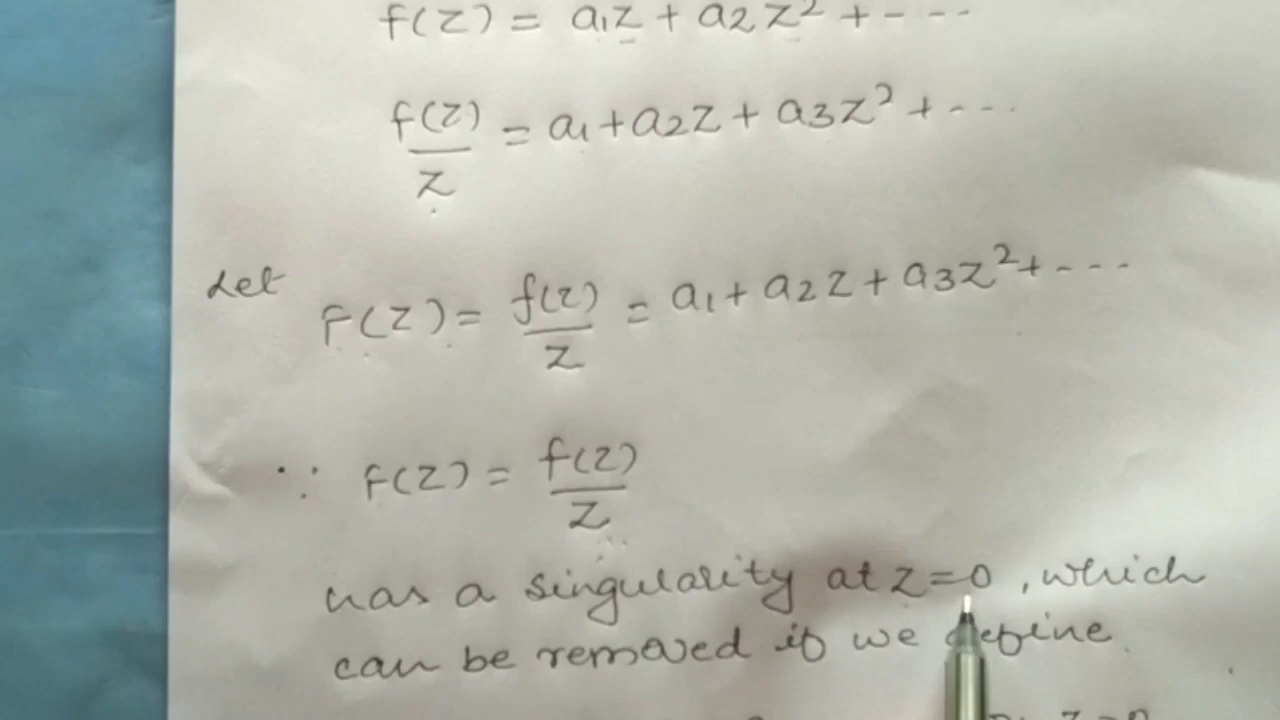 f(z) = a₁z + a₂z² + ----
f(z)/z = a₁ + a₂z + a₃z² + ----
Let F(z) = f(z)/z = a₁ + a₂z + a₃z² + ----
∵ F(z) = f(z)/z
has a singularity at z=0, which
can be removed if we define
z=0